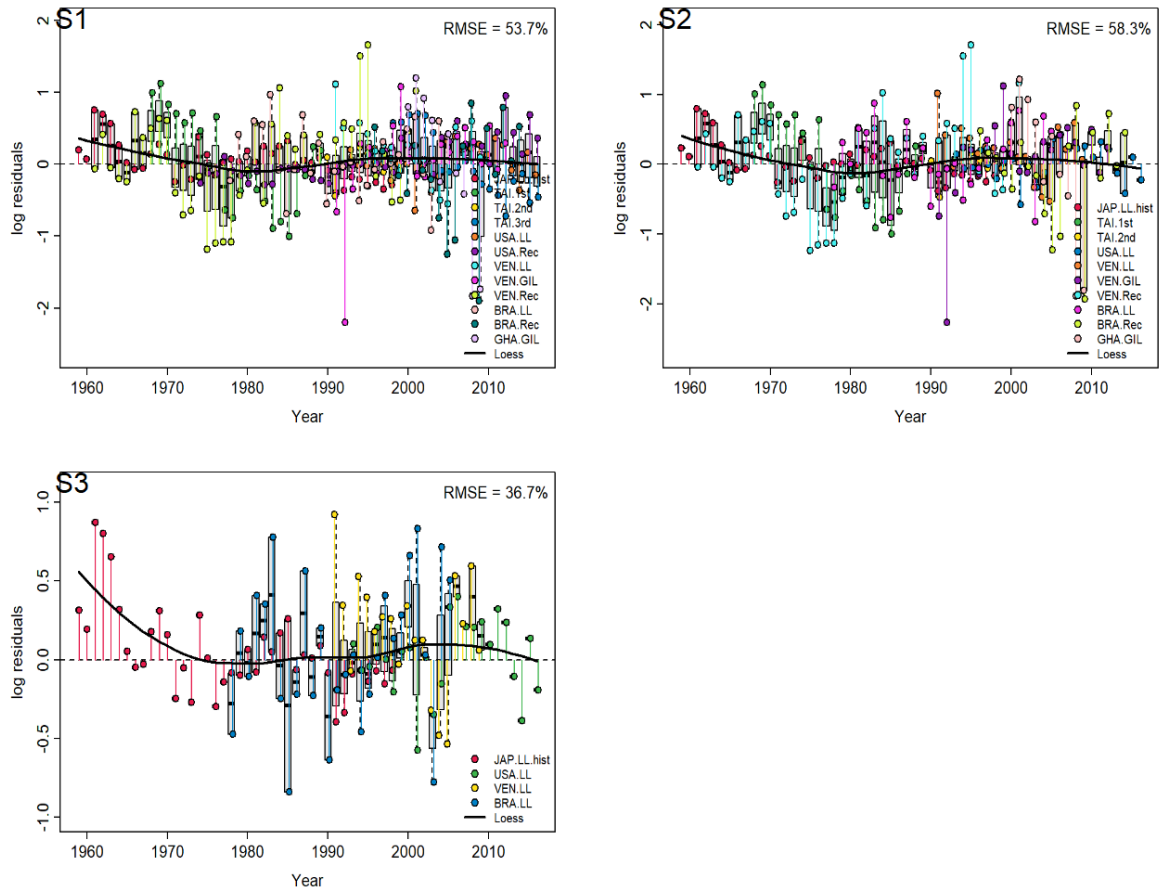 S1
RMSE = 53.7%
2
1
0
-1
-2
log residuals
1960 1970 1980 1990 2000 2010
Year
TAI.1st
TAI.2nd
TAI.3rd
USA.LL
USA.Rec
VEN.LL
VEN.GIL
VEN.Rec
BRA.LL
BRA.Rec
GHA.GIL
Loess
S2
RMSE = 58.3%
2
1
0
-1
-2
log residuals
1960 1970 1980 1990 2000 2010
Year
JAP.LL.hist
TAI.1st
TAI.2nd
USA.LL
VEN.LL
VEN.GIL
VEN.Rec
BRA.LL
BRA.Rec
GHA.GIL
Loess
S3
RMSE = 36.7%
1.0
0.5
0.0
-0.5
-1.0
log residuals
1960 1970 1980 1990 2000 2010
Year
JAP.LL.hist
USA.LL
VEN.LL
BRA.LL
Loess